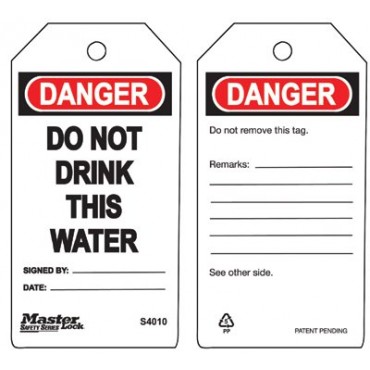 DANGER
DO NOT
DRINK
THIS
WATER
SIGNED BY:
DATE:
Master Lock
SAFETY SERIES
S4010
DANGER
Do not remove this tag.
Remarks:
See other side.
5
PP
PATENT PENDING